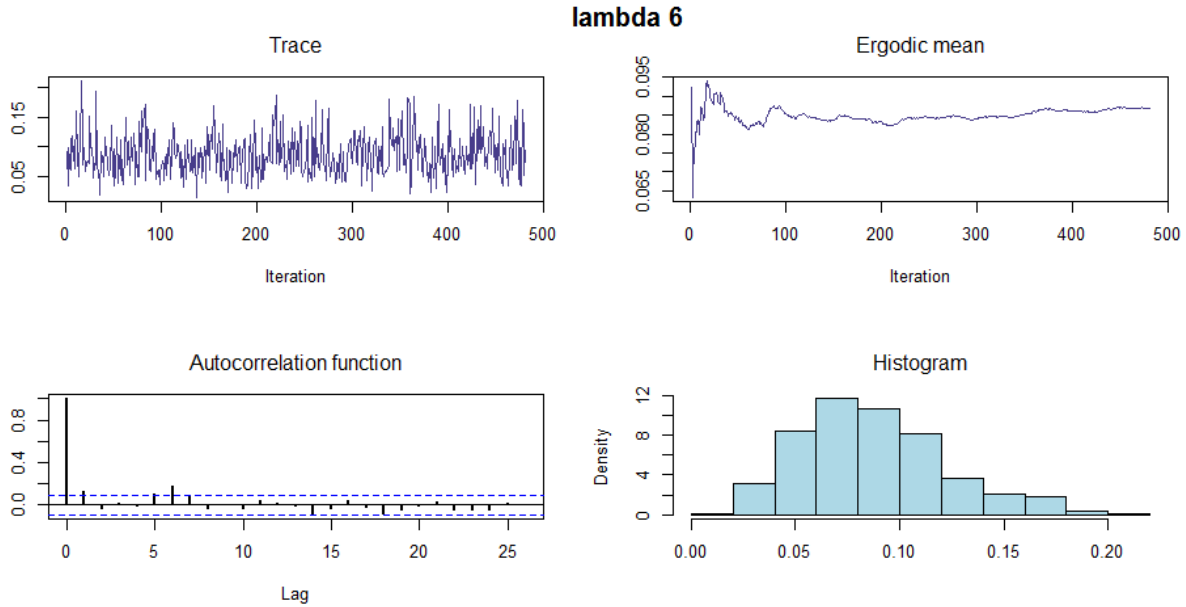 lambda 6
Trace
0.05 0.15
0 100 200 300 400 500
Iteration
Ergodic mean
0.065 0.080 0.095
0 100 200 300 400 500
Iteration
Autocorrelation function
0.0 0.4 0.8
0 5 10 15 20 25
Lag
Histogram
Density
0 4 8 12
0.00 0.05 0.10 0.15 0.20